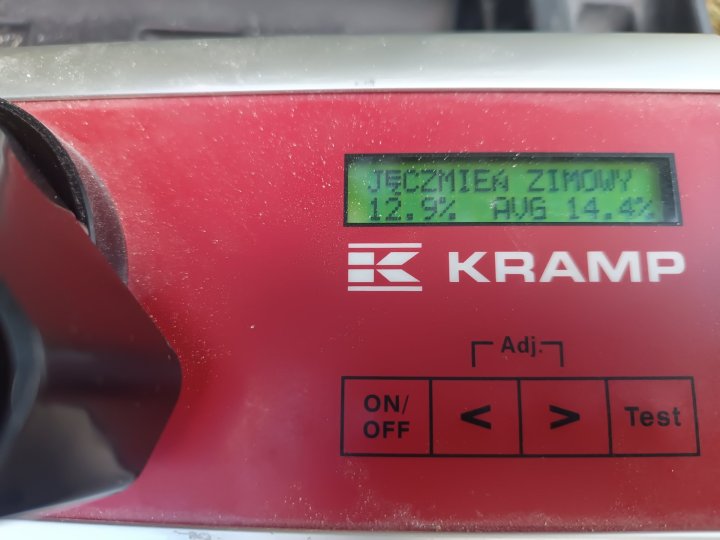 JĘCZMIEŃ ZIMOWY
12.9% AVG 14.4%
KRAMP
Adj.
ON/
OFF
<
>
Test